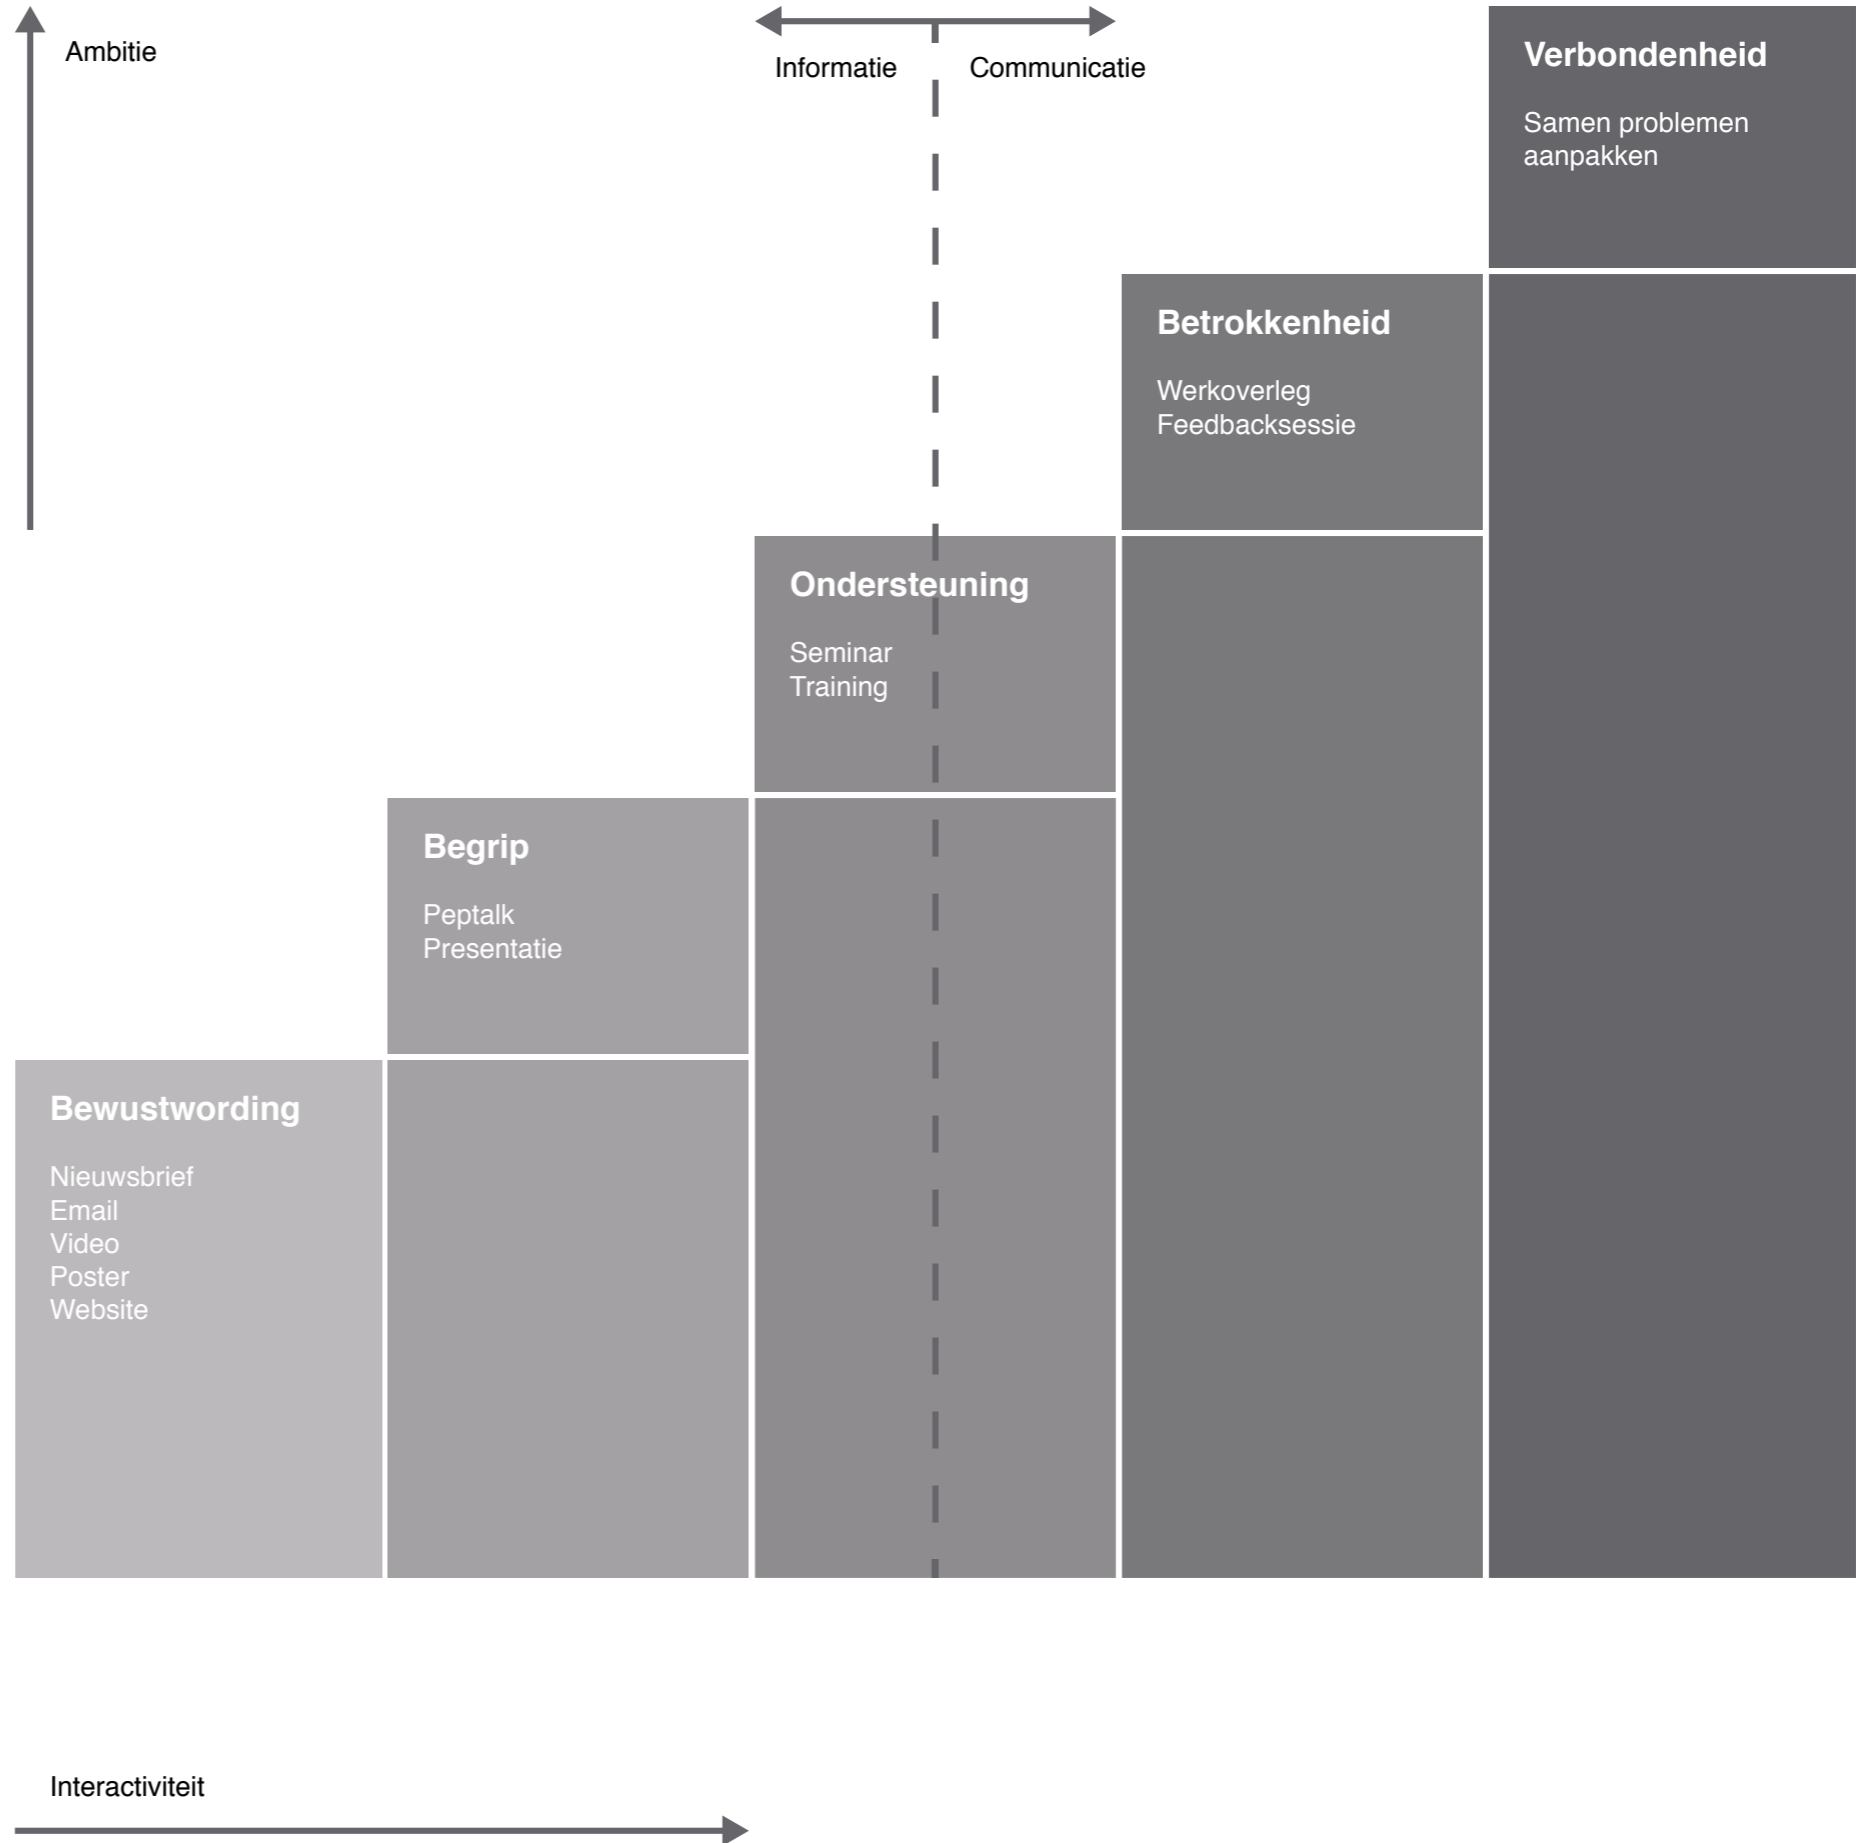 Ambitie
Informatie
Communicatie
Verbondenheid
Samen problemen
aanpakken
Betrokkenheid
Werkoverleg
Feedbacksessie
Ondersteuning
Seminar
Training
Begrip
Peptalk
Presentatie
Bewustwording
Nieuwsbrief
Email
Video
Poster
Website
Interactiviteit